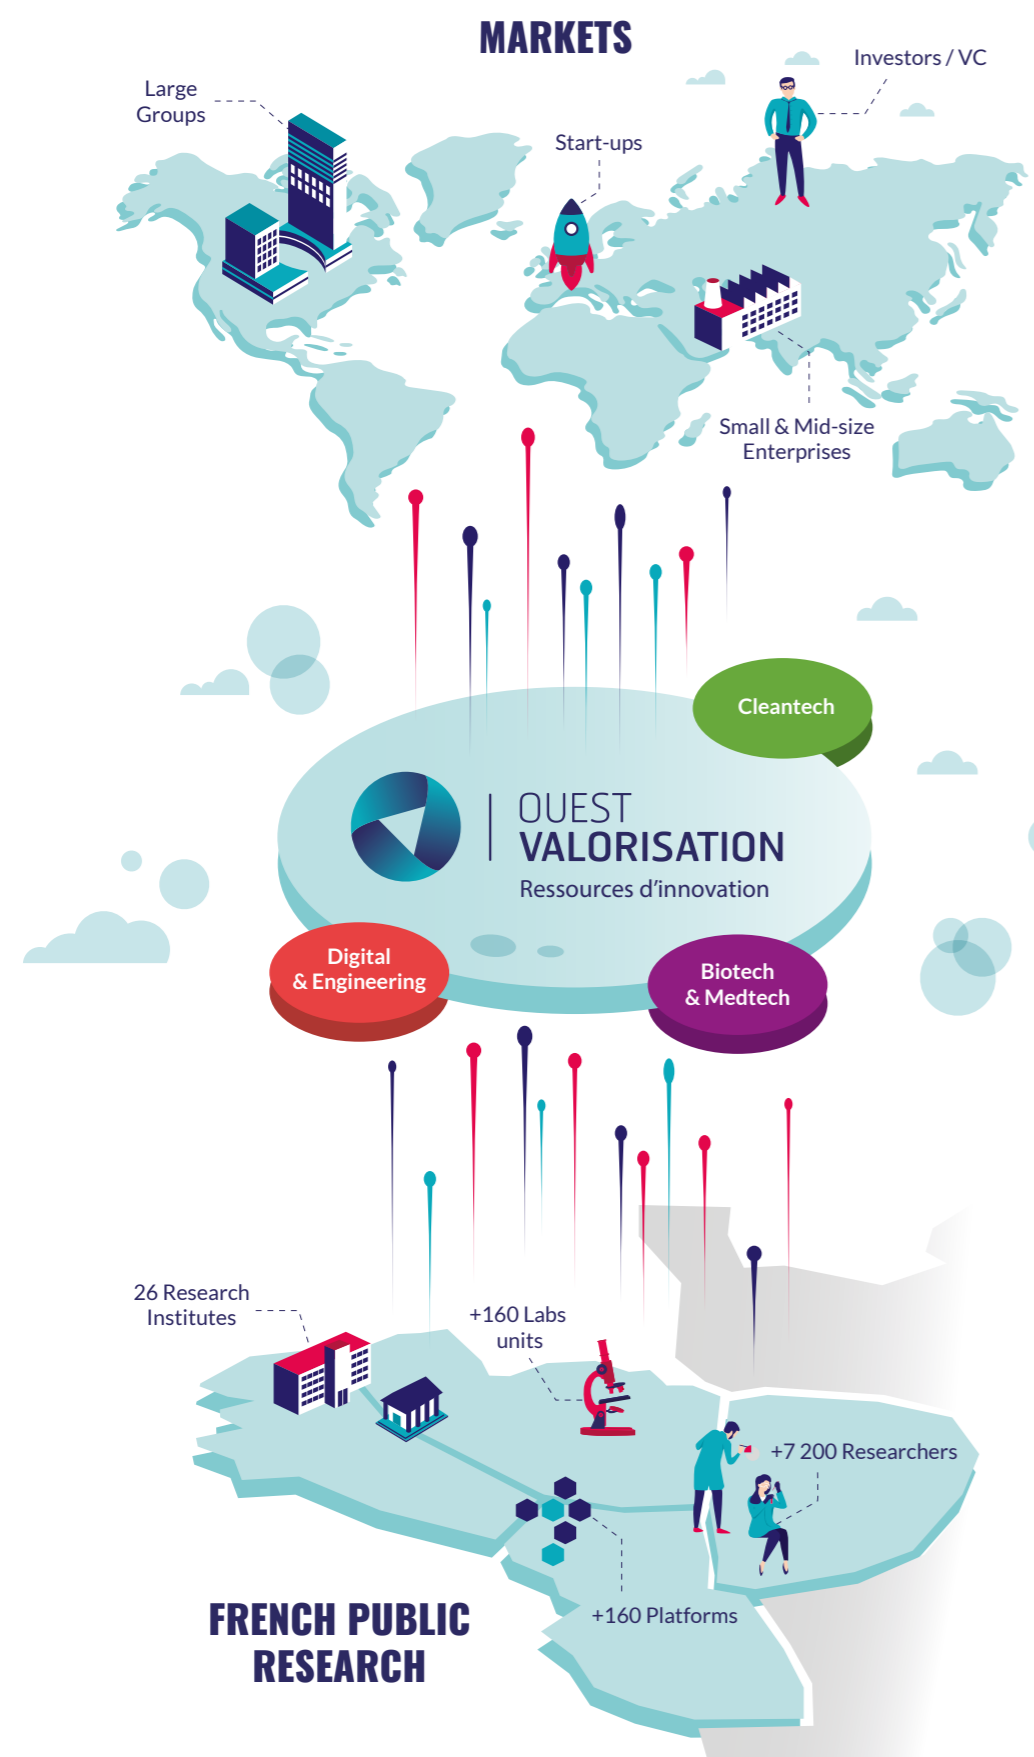 MARKETS
Investors / VC
Large
Groups
Start-ups
Small & Mid-size
Enterprises
Cleantech
OUEST
VALORISATION
Ressources d’innovation
Digital
& Engineering
Biotech
& Medtech
26 Research
Institutes
+160 Labs
units
+7 200 Researchers
+160 Platforms
FRENCH PUBLIC
RESEARCH